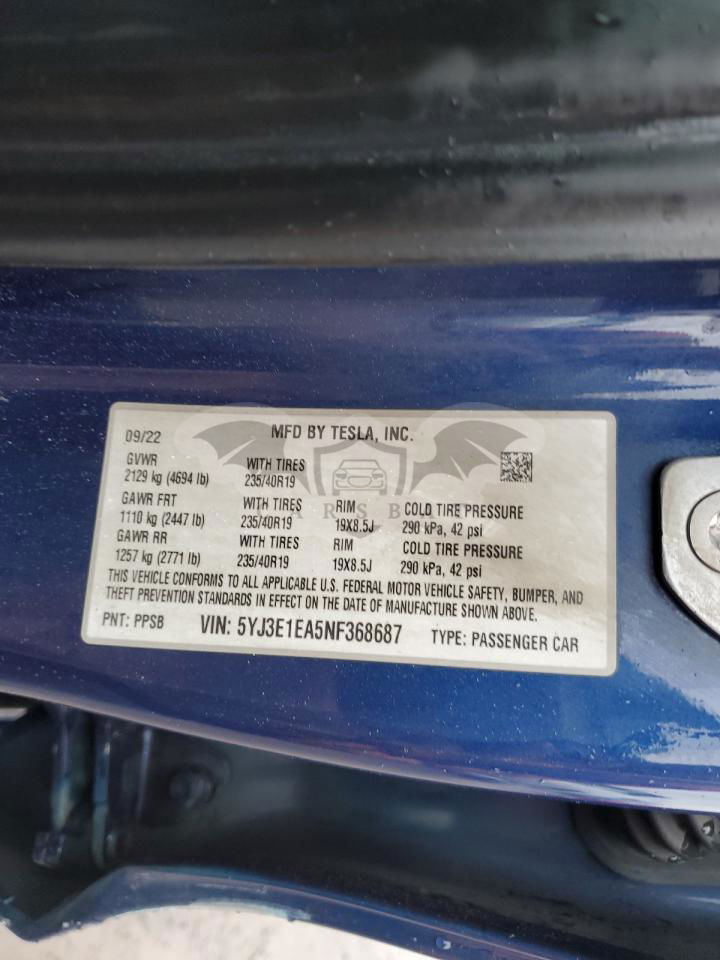 09/22 MFD BY TESLA, INC.
GVWR WITH TIRES
2129 kg (4694 lb) 235/40R19
GAWR FRT WITH TIRES RIM COLD TIRE PRESSURE
1110 kg (2447 lb) 235/40R19 19X8.5J 290 kPa, 42 psi
GAWR RR WITH TIRES RIM COLD TIRE PRESSURE
1257 kg (2771 lb) 235/40R19 19X8.5J 290 kPa, 42 psi
THIS VEHICLE CONFORMS TO ALL APPLICABLE U.S. FEDERAL MOTOR VEHICLE SAFETY, BUMPER, AND
THEFT PREVENTION STANDARDS IN EFFECT ON THE DATE OF MANUFACTURE SHOWN ABOVE.
PNT: PPSB VIN: 5YJ3E1EA5NF368687 TYPE: PASSENGER CAR